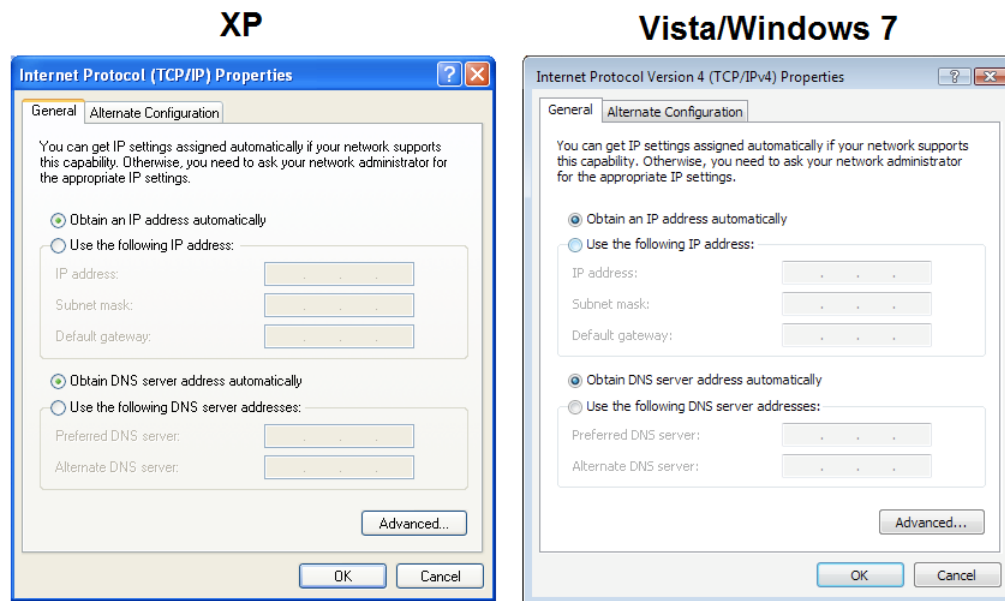 XP
Internet Protocol (TCP/IP) Properties
General
Alternate Configuration
You can get IP settings assigned automatically if your network supports
this capability. Otherwise, you need to ask your network administrator for
the appropriate IP settings.
Obtain an IP address automatically
Use the following IP address:
IP address:
Subnet mask:
Default gateway:
Obtain DNS server address automatically
Use the following DNS server addresses:
Preferred DNS server:
Alternate DNS server:
Advanced...
OK
Cancel
Vista/Windows 7
Internet Protocol Version 4 (TCP/IPv4) Properties
General
Alternate Configuration
You can get IP settings assigned automatically if your network supports
this capability. Otherwise, you need to ask your network administrator
for the appropriate IP settings.
Obtain an IP address automatically
Use the following IP address:
IP address:
Subnet mask:
Default gateway:
Obtain DNS server address automatically
Use the following DNS server addresses:
Preferred DNS server:
Alternate DNS server:
Advanced...
OK
Cancel